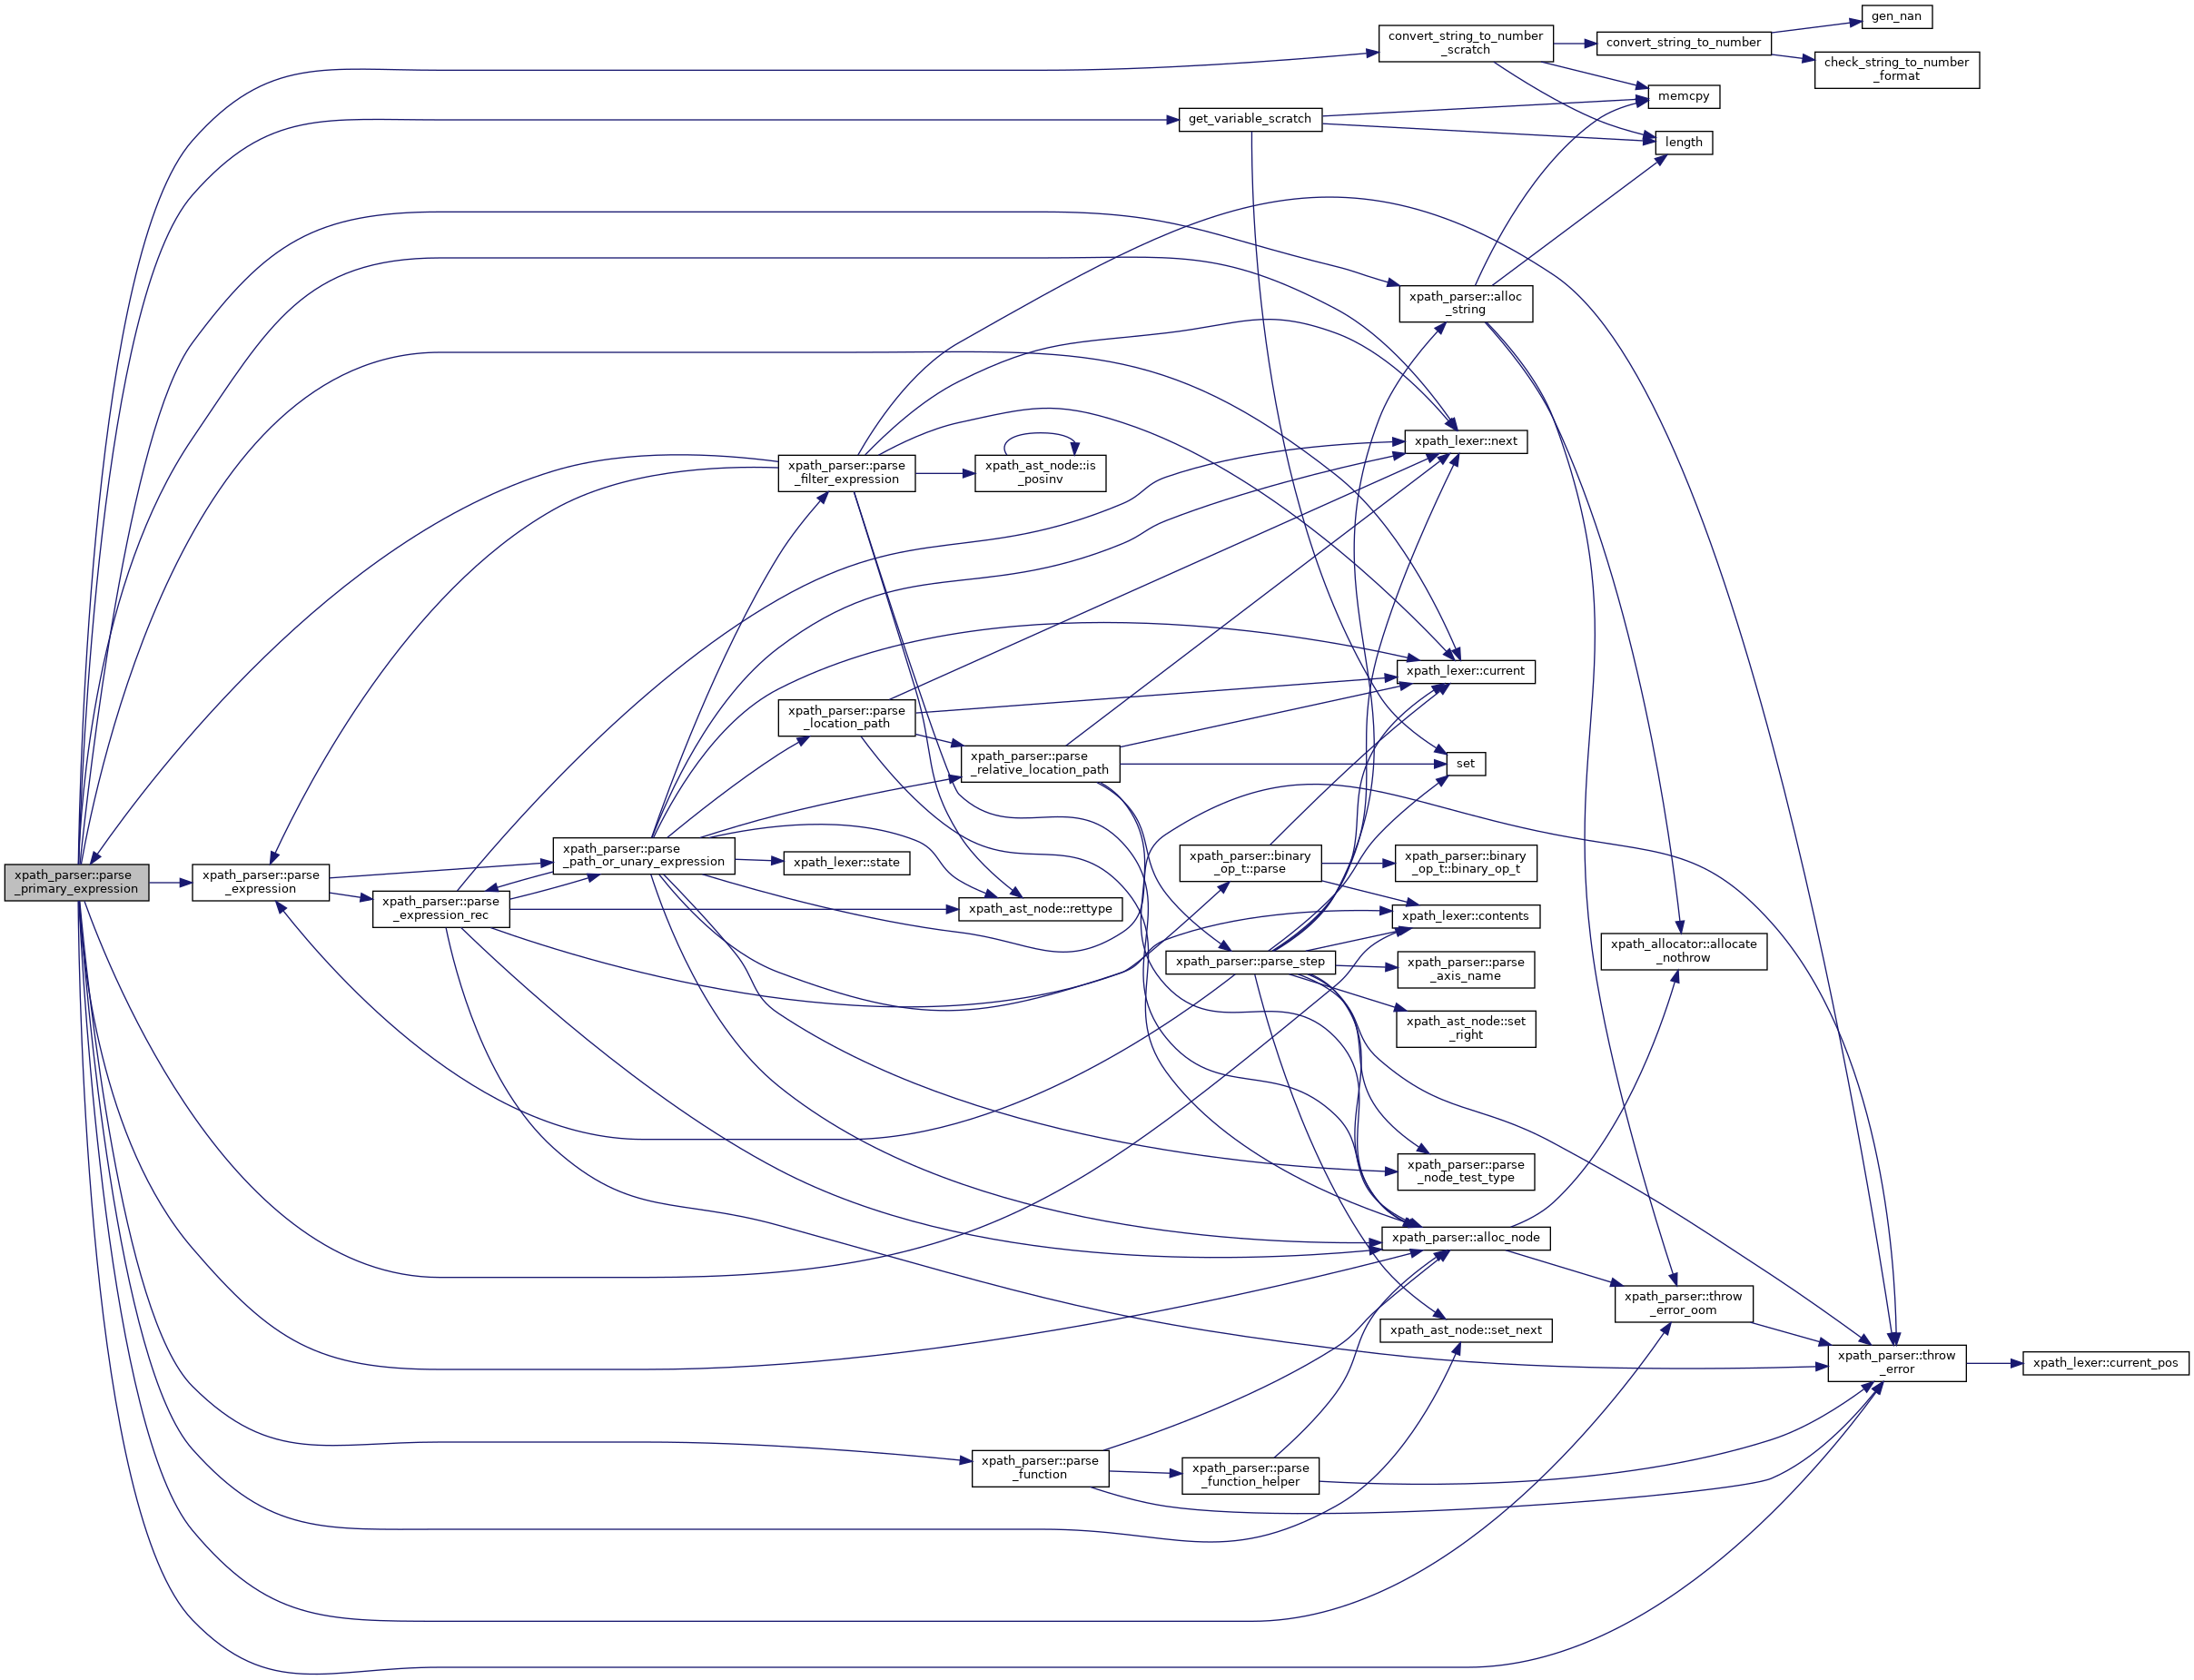 gen_nan
convert_string_to_number
_scratch
convert_string_to_number
check_string_to_number
_format
memcpy
get_variable_scratch
length
xpath_parser::alloc
_string
xpath_lexer::next
xpath_parser::parse
_filter_expression
xpath_ast_node::is
_posinv
xpath_lexer::current
xpath_parser::parse
_location_path
xpath_parser::parse
_relative_location_path
set
xpath_parser::parse
_path_or_unary_expression
xpath_lexer::state
xpath_parser::binary
_op_t::parse
xpath_parser::binary
_op_t::binary_op_t
xpath_parser::parse
_primary_expression
xpath_parser::parse
_expression
xpath_parser::parse
_expression_rec
xpath_ast_node::rettype
xpath_lexer::contents
xpath_allocator::allocate
_nothrow
xpath_parser::parse_step
xpath_parser::parse
_axis_name
xpath_ast_node::set
_right
xpath_parser::parse
_node_test_type
xpath_parser::alloc_node
xpath_parser::throw
_error_oom
xpath_ast_node::set_next
xpath_parser::throw
_error
xpath_lexer::current_pos
xpath_parser::parse
_function
xpath_parser::parse
_function_helper